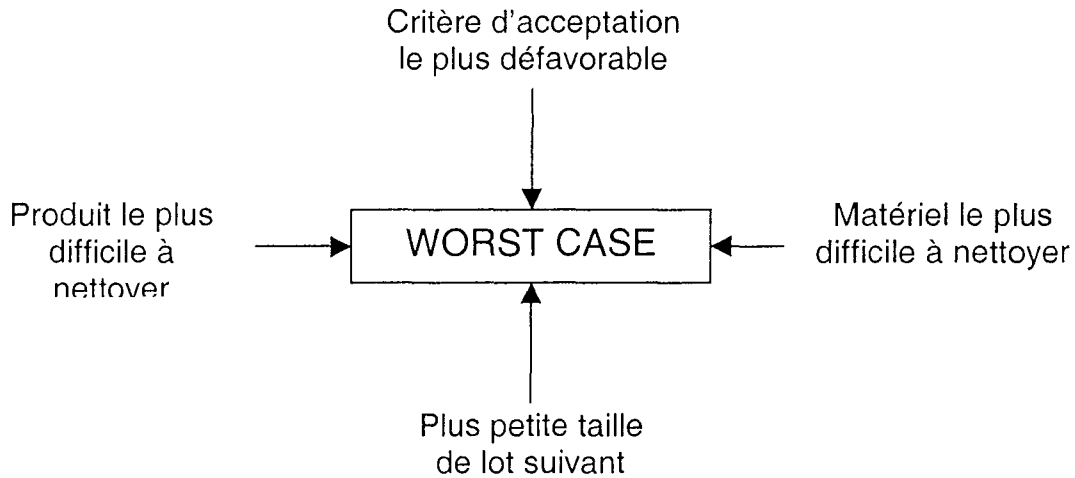 Critère d'acceptation
le plus défavorable
Produit le plus
difficile à
nettoyer
WORST CASE
Matériel le plus
difficile à nettoyer
Plus petite taille
de lot suivant